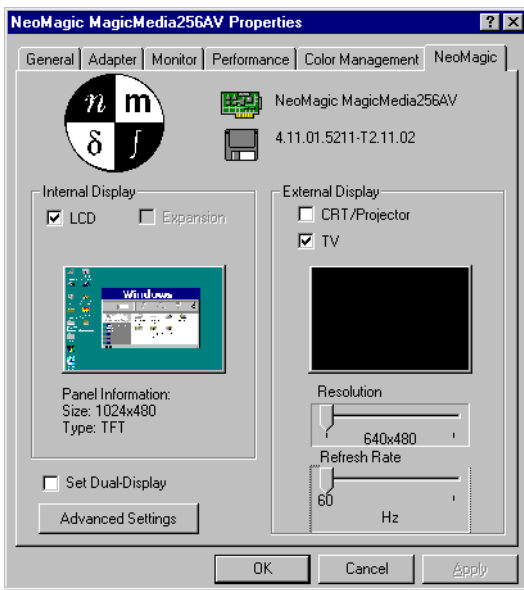 NeoMagic MagicMedia256AV Properties
General Adapter Monitor Performance Color Management NeoMagic
n m
δ ∫
NeoMagic MagicMedia256AV
4.11.01.5211-T2.11.02
Internal Display
LCD Expansion
Windows
Panel Information:
Size: 1024x480
Type: TFT
Set Dual-Display
Advanced Settings
External Display
CRT/Projector
TV
Resolution
640x480
Refresh Rate
60
Hz
OK Cancel Apply